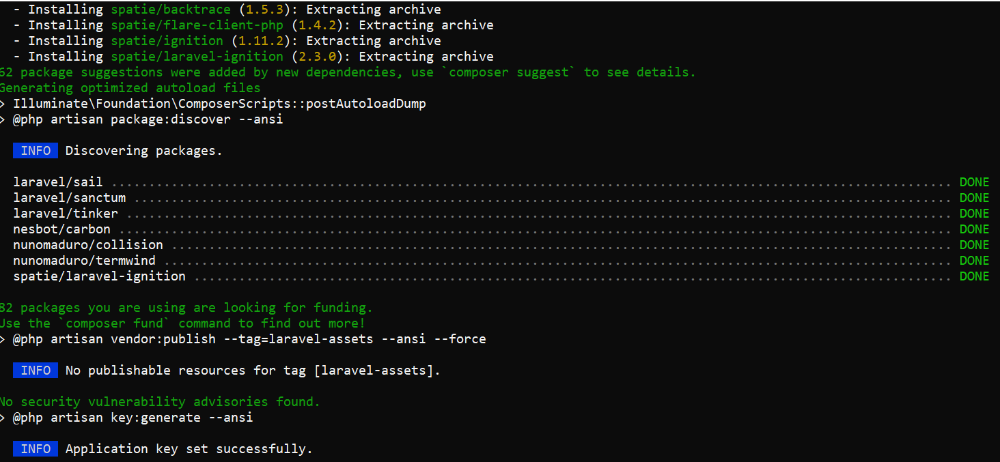 - Installing spatie/backtrace (1.5.3): Extracting archive
- Installing spatie/flare-client-php (1.4.2): Extracting archive
- Installing spatie/ignition (1.11.2): Extracting archive
- Installing spatie/laravel-ignition (2.3.0): Extracting archive
62 package suggestions were added by new dependencies, use `composer suggest` to see details.
Generating optimized autoload files
> Illuminate\Foundation\ComposerScripts::postAutoloadDump
> @php artisan package:discover --ansi
INFO Discovering packages.
laravel/sail ................................................................................................................ DONE
laravel/sanctum ............................................................................................................. DONE
laravel/tinker .............................................................................................................. DONE
nesbot/carbon ............................................................................................................... DONE
nunomaduro/collision ........................................................................................................ DONE
nunomaduro/termwind ......................................................................................................... DONE
spatie/laravel-ignition ..................................................................................................... DONE
82 packages you are using are looking for funding.
Use the `composer fund` command to find out more!
> @php artisan vendor:publish --tag=laravel-assets --ansi --force
INFO No publishable resources for tag [laravel-assets].
No security vulnerability advisories found.
> @php artisan key:generate --ansi
INFO Application key set successfully.